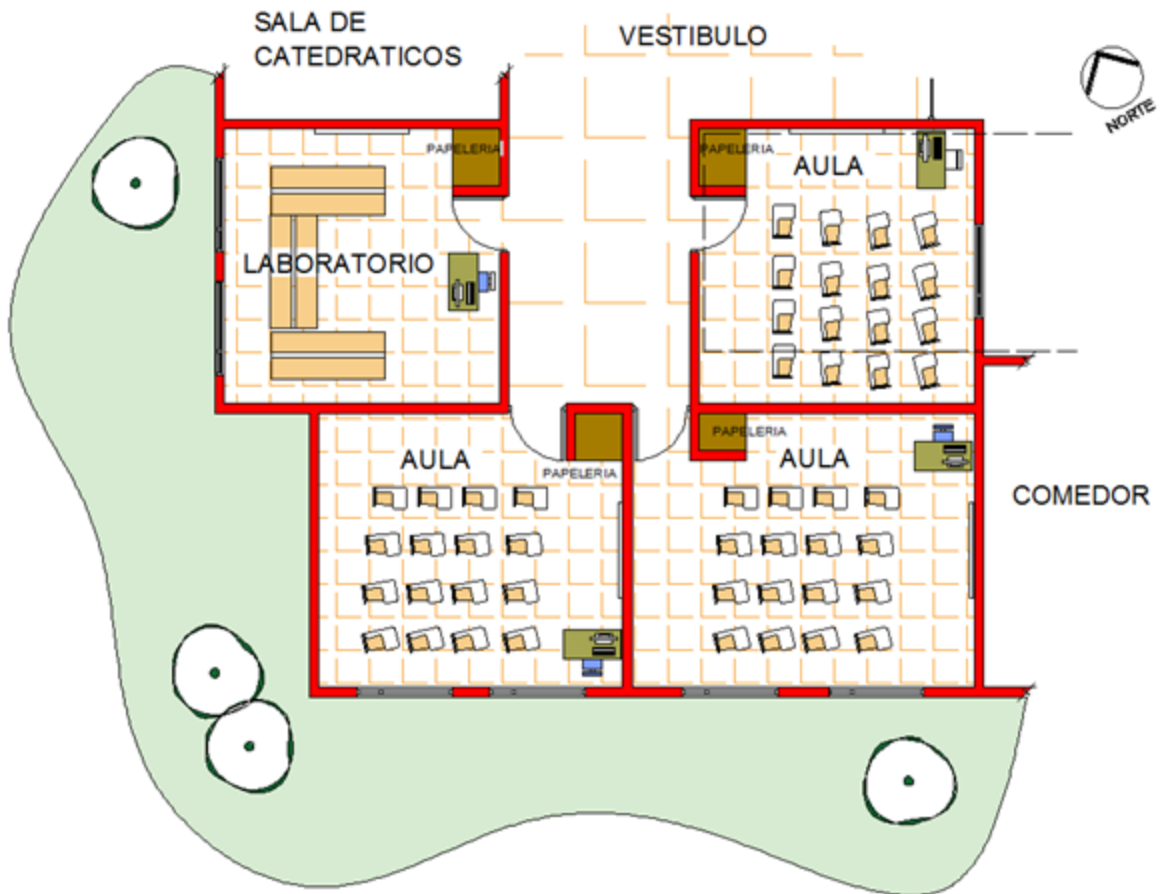 SALA DE
CATEDRATICOS
VESTIBULO
NORTE
PAPELERIA
PAPELERIA
AULA
LABORATORIO
AULA
PAPELERIA
PAPELERIA
AULA
COMEDOR